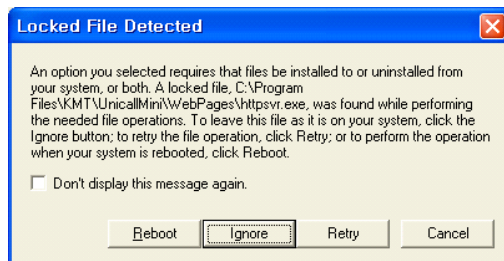 Locked File Detected
An option you selected requires that files be installed to or uninstalled from
your system, or both. A locked file, C:\Program
Files\KMT\UnicallMini\WebPages\httpsvr.exe, was found while performing
the needed file operations. To leave this file as it is on your system, click the
Ignore button; to retry the file operation, click Retry; or to perform the operation
when your system is rebooted, click Reboot.
Don't display this message again.
Reboot Ignore Retry Cancel